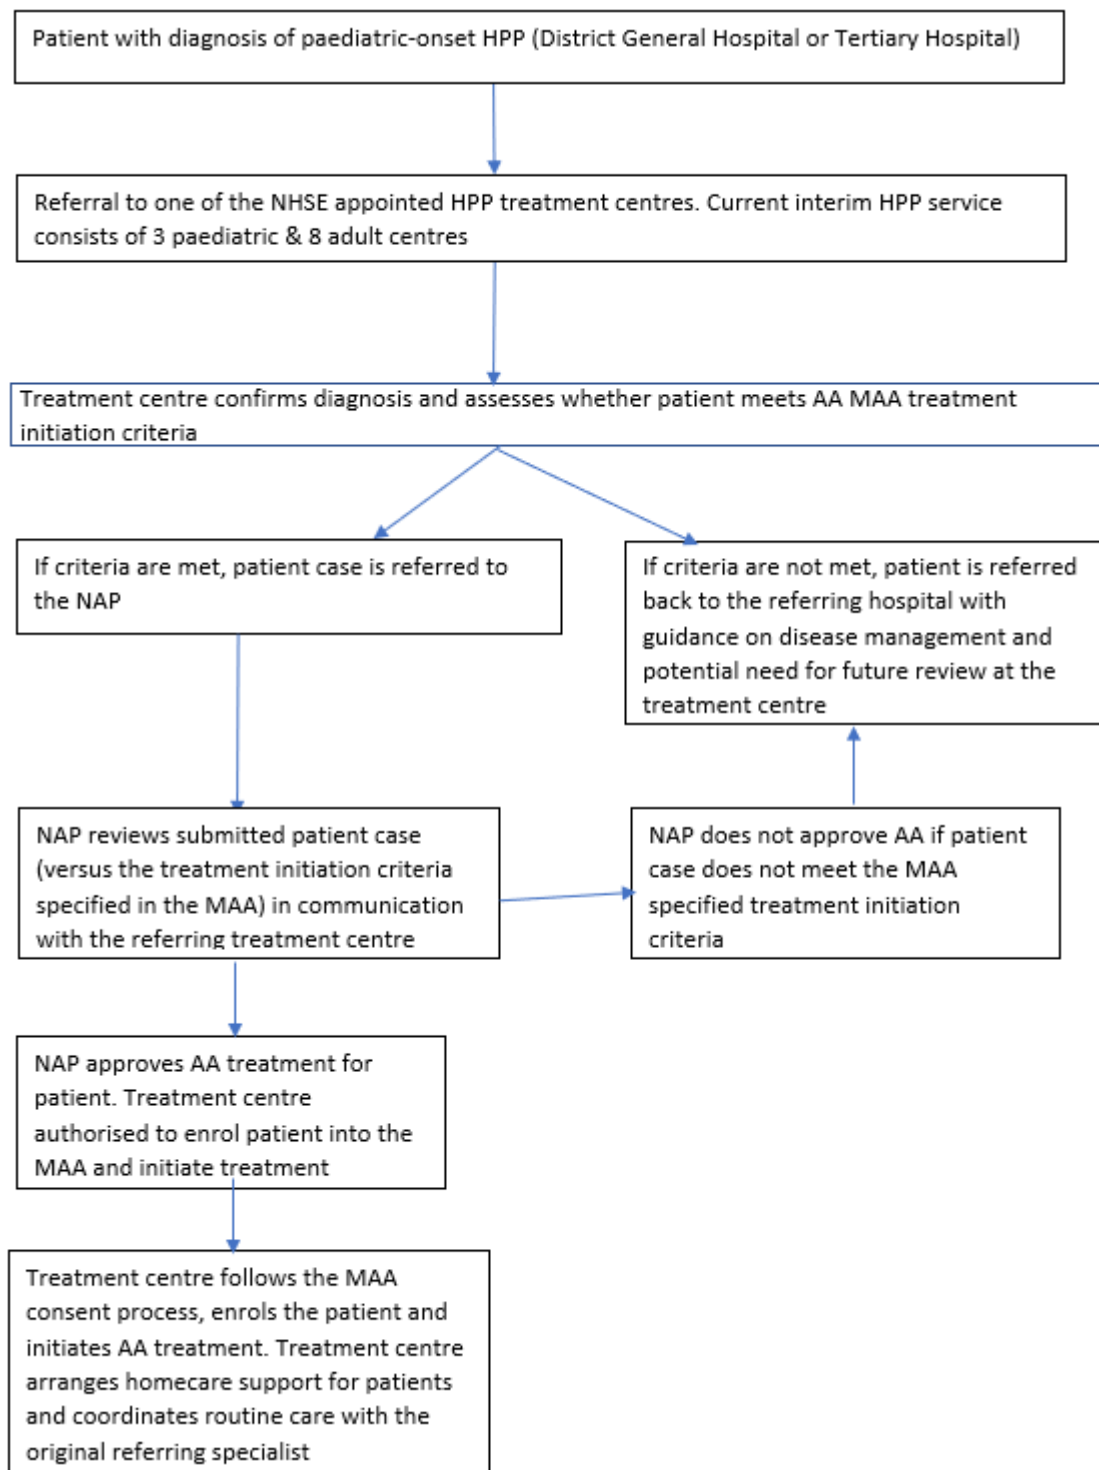 Patient with diagnosis of paediatric-onset HPP (District General Hospital or Tertiary Hospital)
Referral to one of the NHSE appointed HPP treatment centres. Current interim HPP service
consists of 3 paediatric & 8 adult centres
Treatment centre confirms diagnosis and assesses whether patient meets AA MAA treatment
initiation criteria
If criteria are met, patient case is referred to
the NAP
If criteria are not met, patient is referred
back to the referring hospital with
guidance on disease management and
potential need for future review at the
treatment centre
NAP reviews submitted patient case
(versus the treatment initiation criteria
specified in the MAA) in communication
with the referring treatment centre
NAP does not approve AA if patient
case does not meet the MAA
specified treatment initiation
criteria
NAP approves AA treatment for
patient. Treatment centre
authorised to enrol patient into the
MAA and initiate treatment
Treatment centre follows the MAA
consent process, enrols the patient and
initiates AA treatment. Treatment centre
arranges homecare support for patients
and coordinates routine care with the
original referring specialist